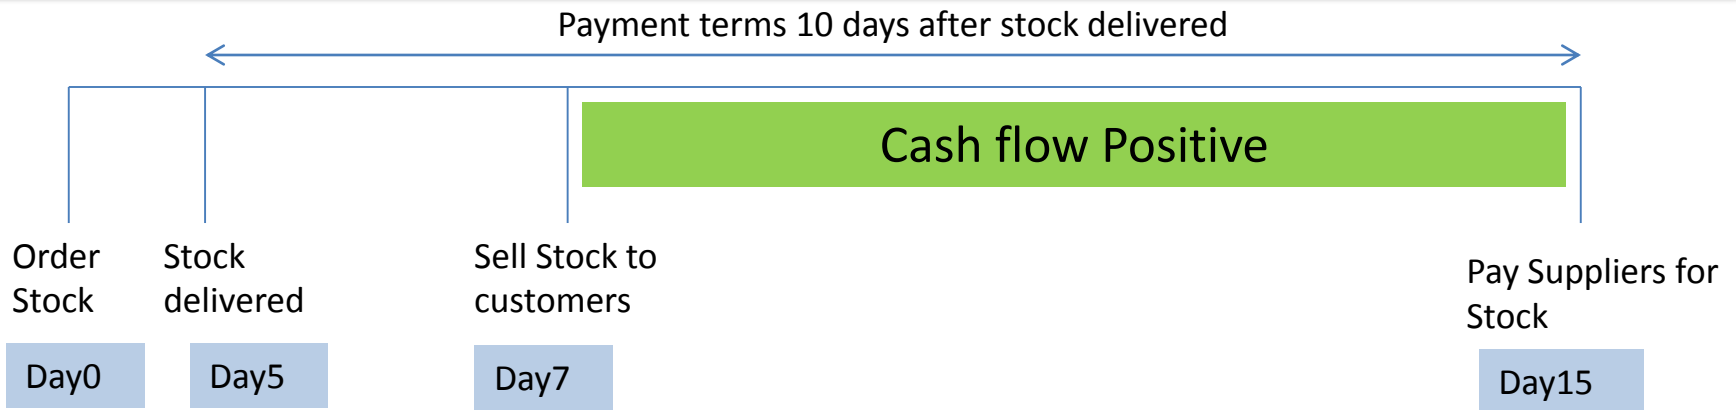 Payment terms 10 days after stock delivered
Cash flow Positive
Order
Stock
Stock
delivered
Sell Stock to
customers
Pay Suppliers for
Stock
Day0
Day5
Day7
Day15